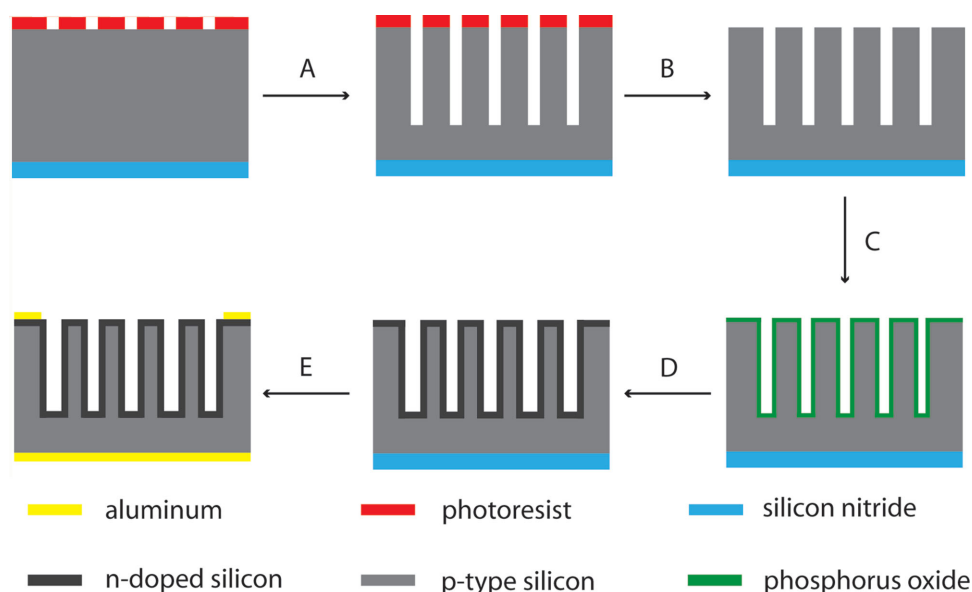 A
B
C
D
E
aluminum
photoresist
silicon nitride
n-doped silicon
p-type silicon
phosphorus oxide